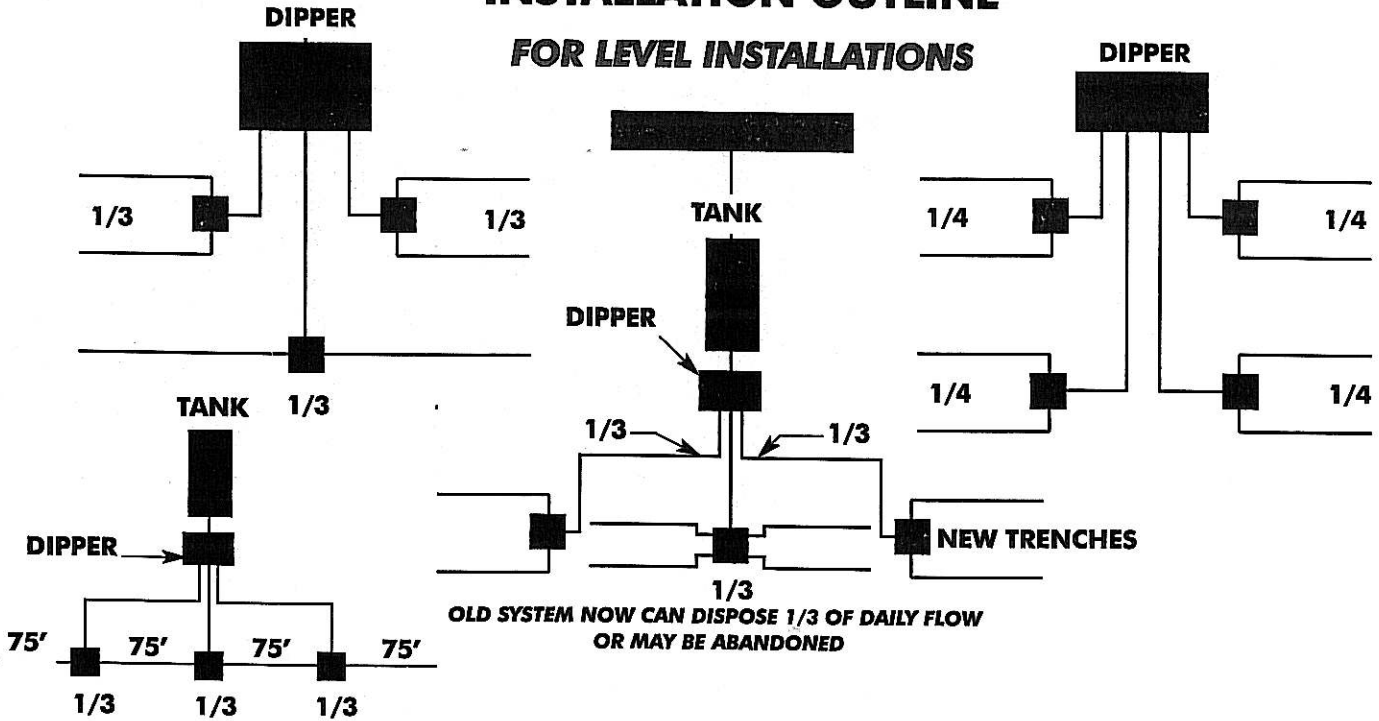 INSTALLATION OUTLINE
FOR LEVEL INSTALLATIONS
DIPPER
1/3
1/3
1/3
TANK
DIPPER
1/3
1/3
NEW TRENCHES
1/3
OLD SYSTEM NOW CAN DISPOSE 1/3 OF DAILY FLOW
OR MAY BE ABANDONED
DIPPER
1/4
1/4
1/4
1/4
TANK
DIPPER
75'
75'
75'
75'
1/3
1/3
1/3